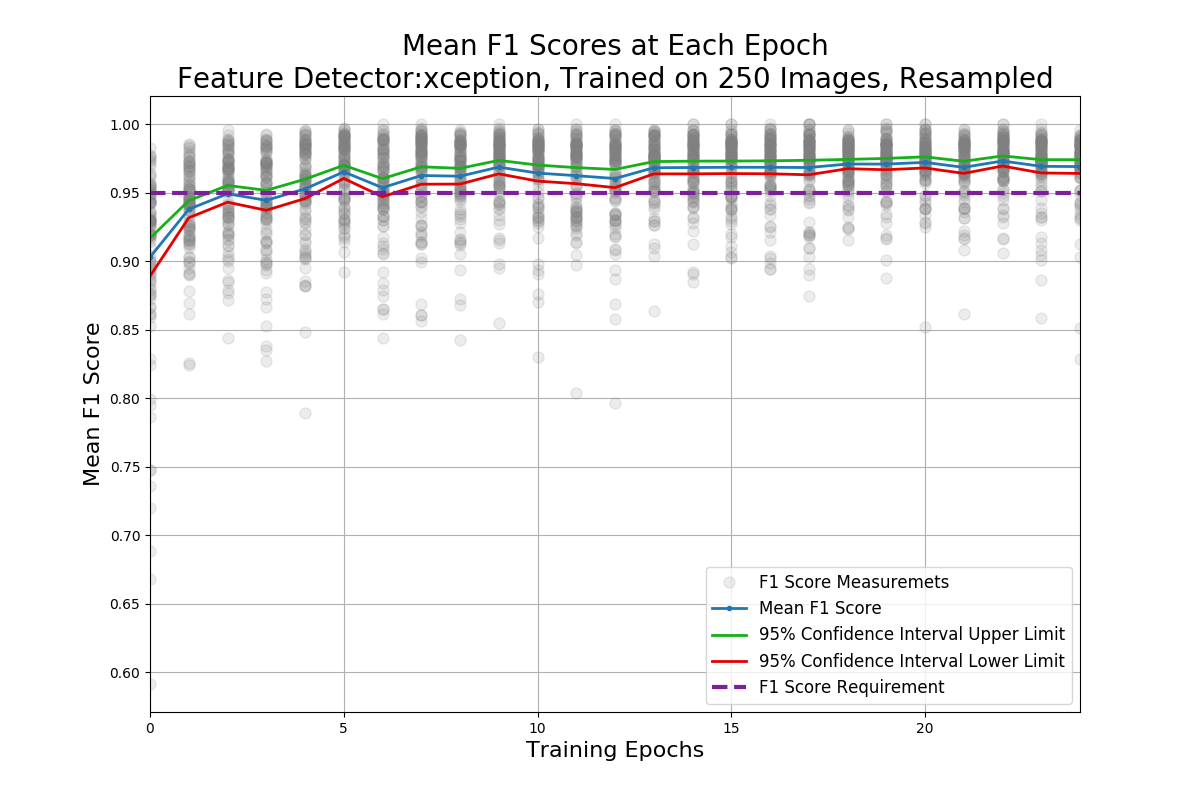 Mean F1 Scores at Each Epoch
Feature Detector:xception, Trained on 250 Images, Resampled
Mean F1 Score
1.00
0.95
0.90
0.85
0.80
0.75
0.70
0.65
0.60
F1 Score Measuremets
Mean F1 Score
95% Confidence Interval Upper Limit
95% Confidence Interval Lower Limit
F1 Score Requirement
0 5 10 15 20
Training Epochs